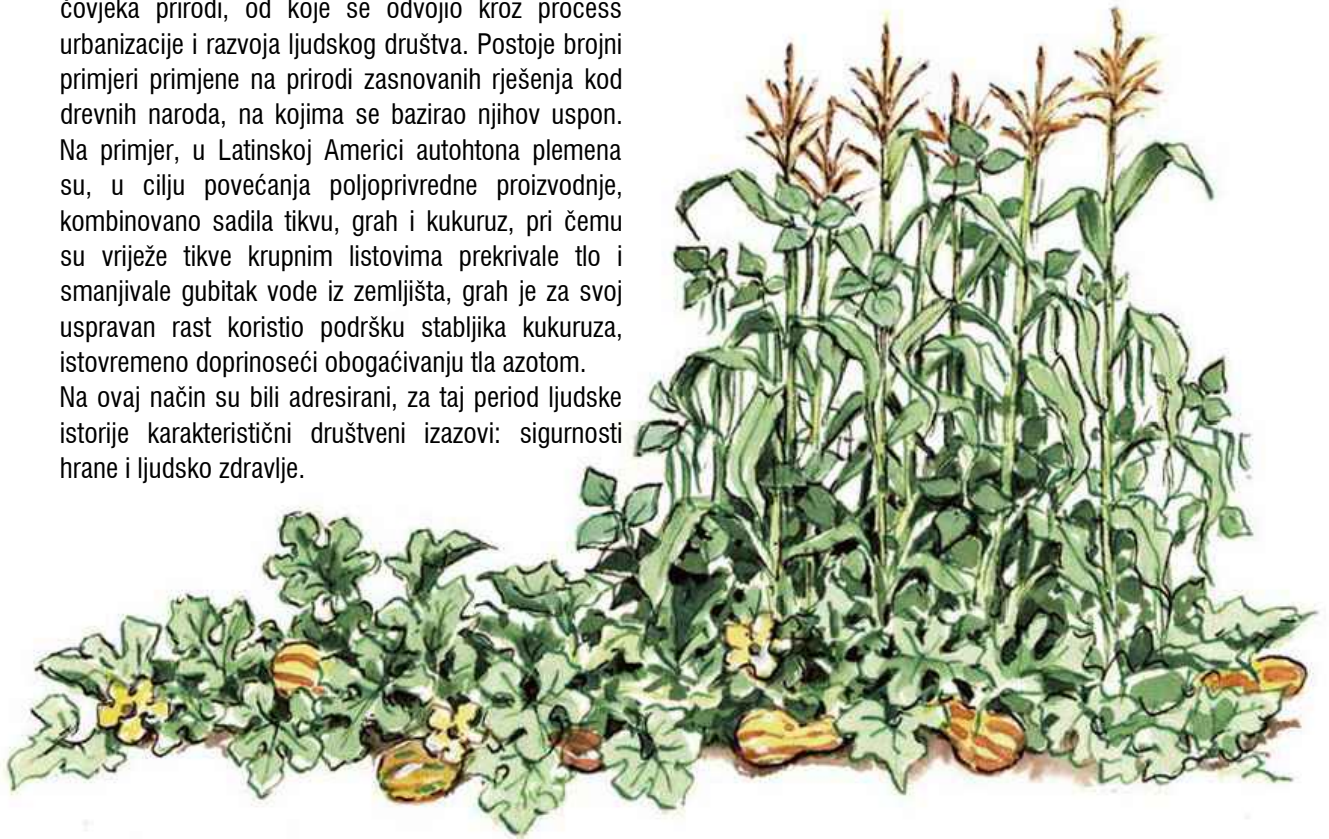 čovjeka prirodi, od koje se odvojio kroz process
urbanizacije i razvoja ljudskog društva. Postoje brojni
primjeri primjene na prirodi zasnovanih rješenja kod
drevnih naroda, na kojima se bazirao njihov uspon.
Na primjer, u Latinskoj Americi autohtona plemena
su, u cilju povećanja poljoprivredne proizvodnje,
kombinovano sadila tikvu, grah i kukuruz, pri čemu
su vriježe tikve krupnim listovima prekrivale tlo i
smanjivale gubitak vode iz zemljišta, grah je za svoj
uspravan rast koristio podršku stabljika kukuruza,
istovremeno doprinoseći obogaćivanju tla azotom.
Na ovaj način su bili adresirani, za taj period ljudske
istorije karakteristični društveni izazovi: sigurnosti
hrane i ljudsko zdravlje.